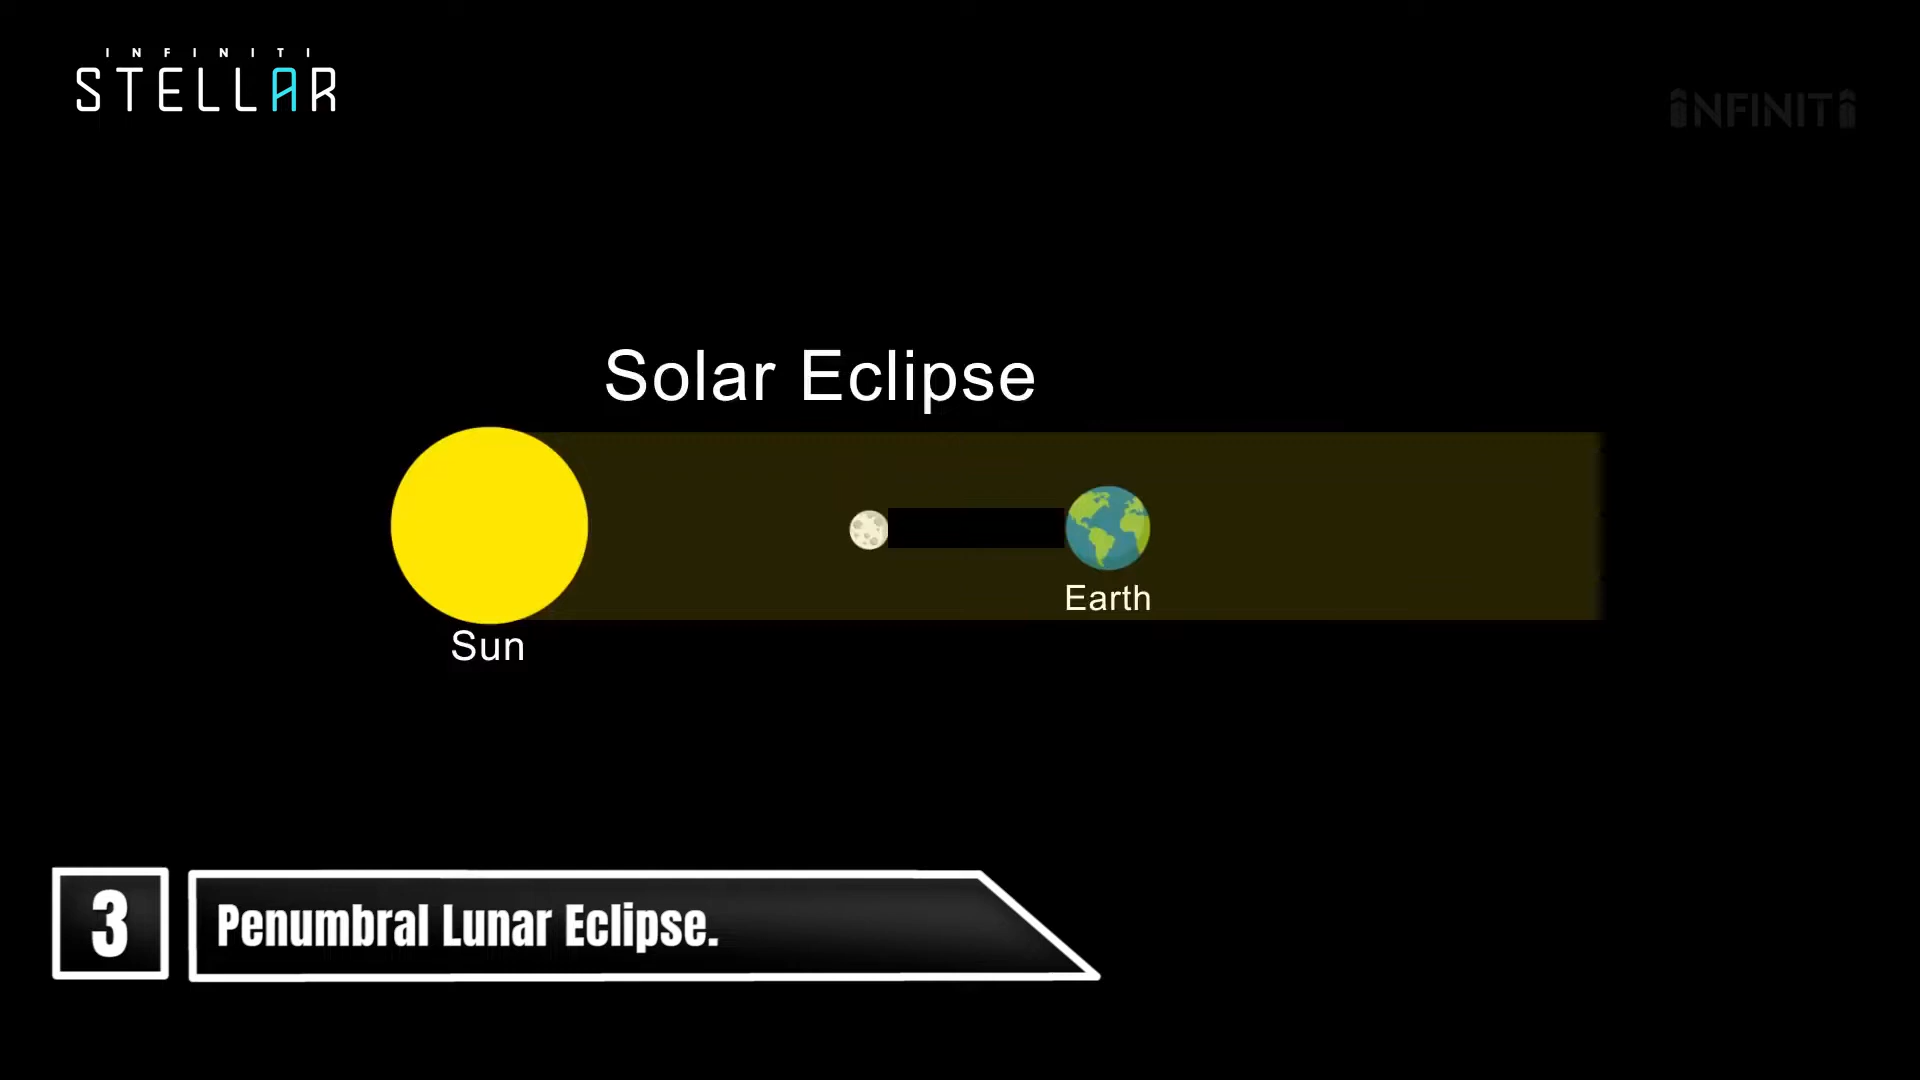 INFINITI
STELLAR
INFINITI
Solar Eclipse
Earth
Sun
3
Penumbral Lunar Eclipse.